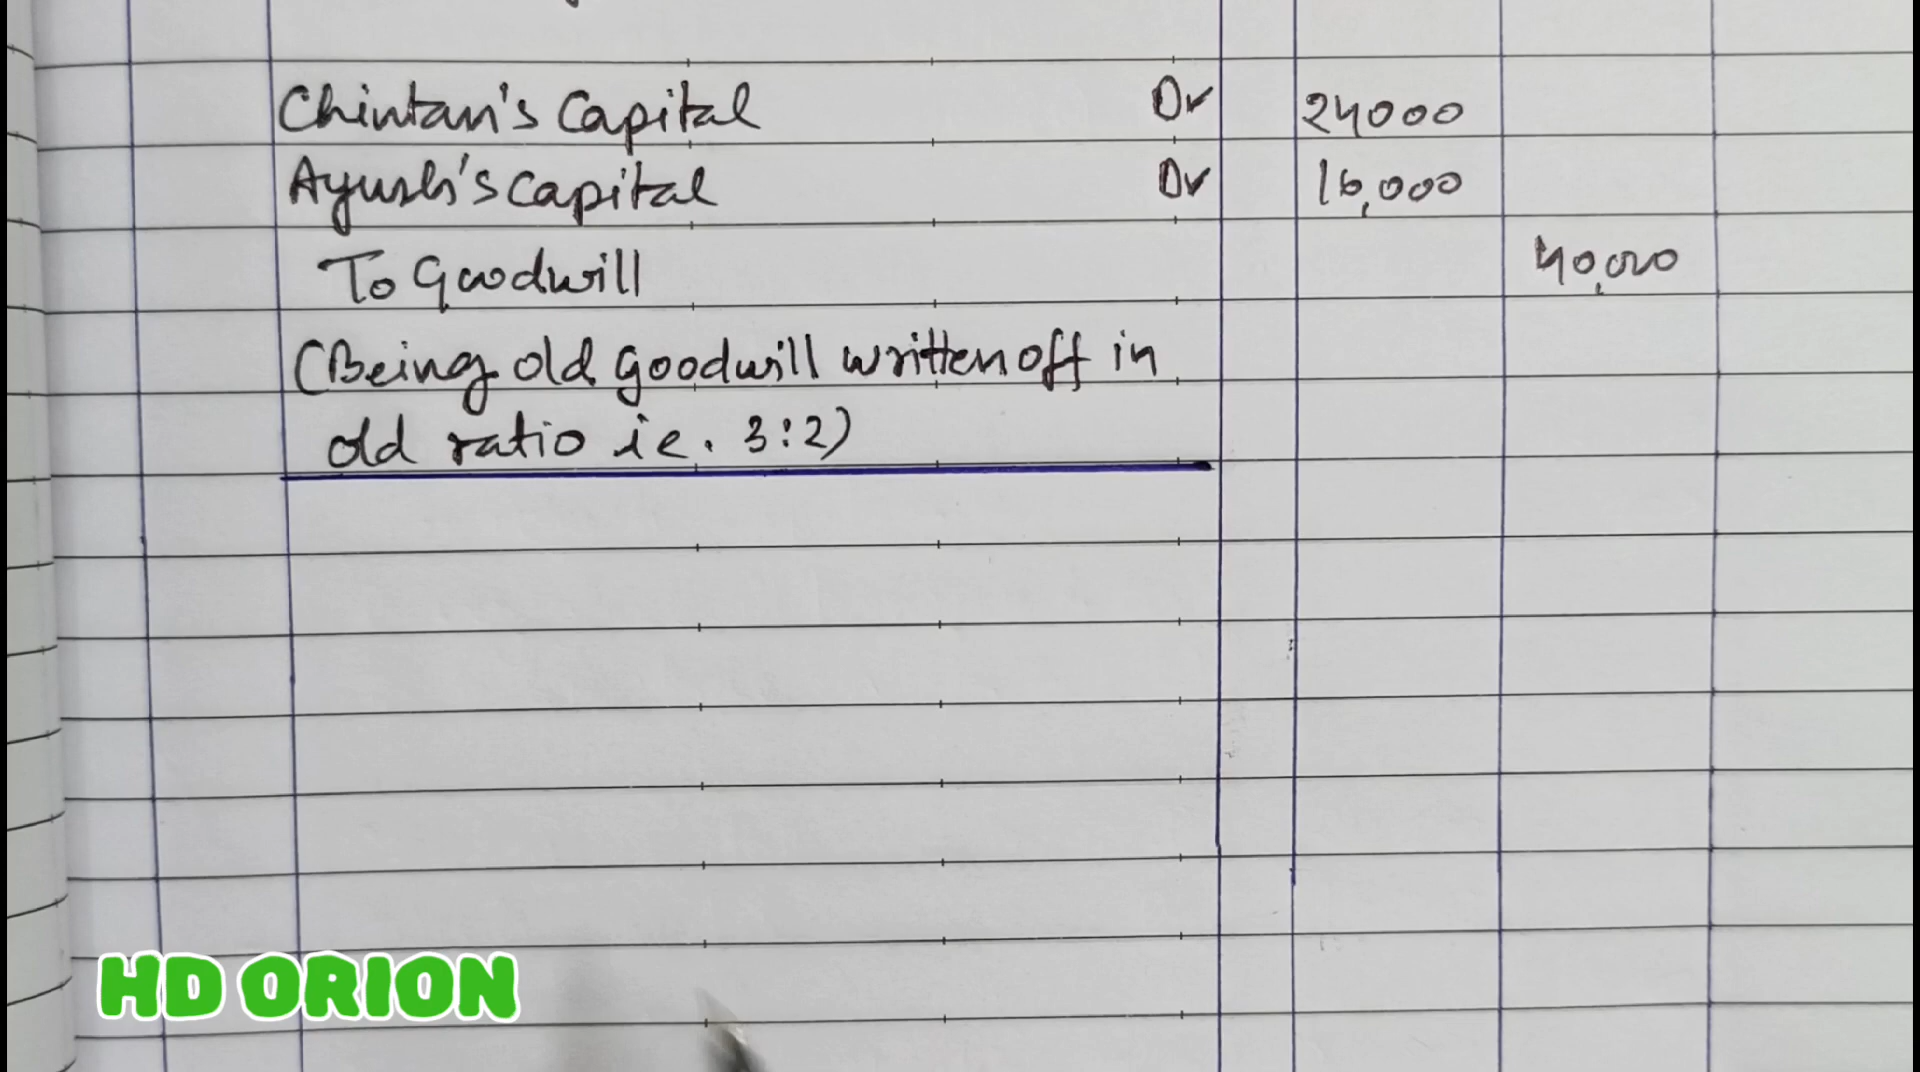 Chintan's Capital Dr 24000
Ayush's Capital Dr 16,000
To Goodwill 40,000
(Being old goodwill written off in
old ratio ie. 3:2)
HD ORION